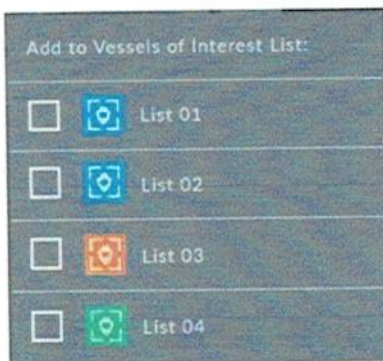 Add to Vessels of Interest List:
List 01
List 02
List 03
List 04